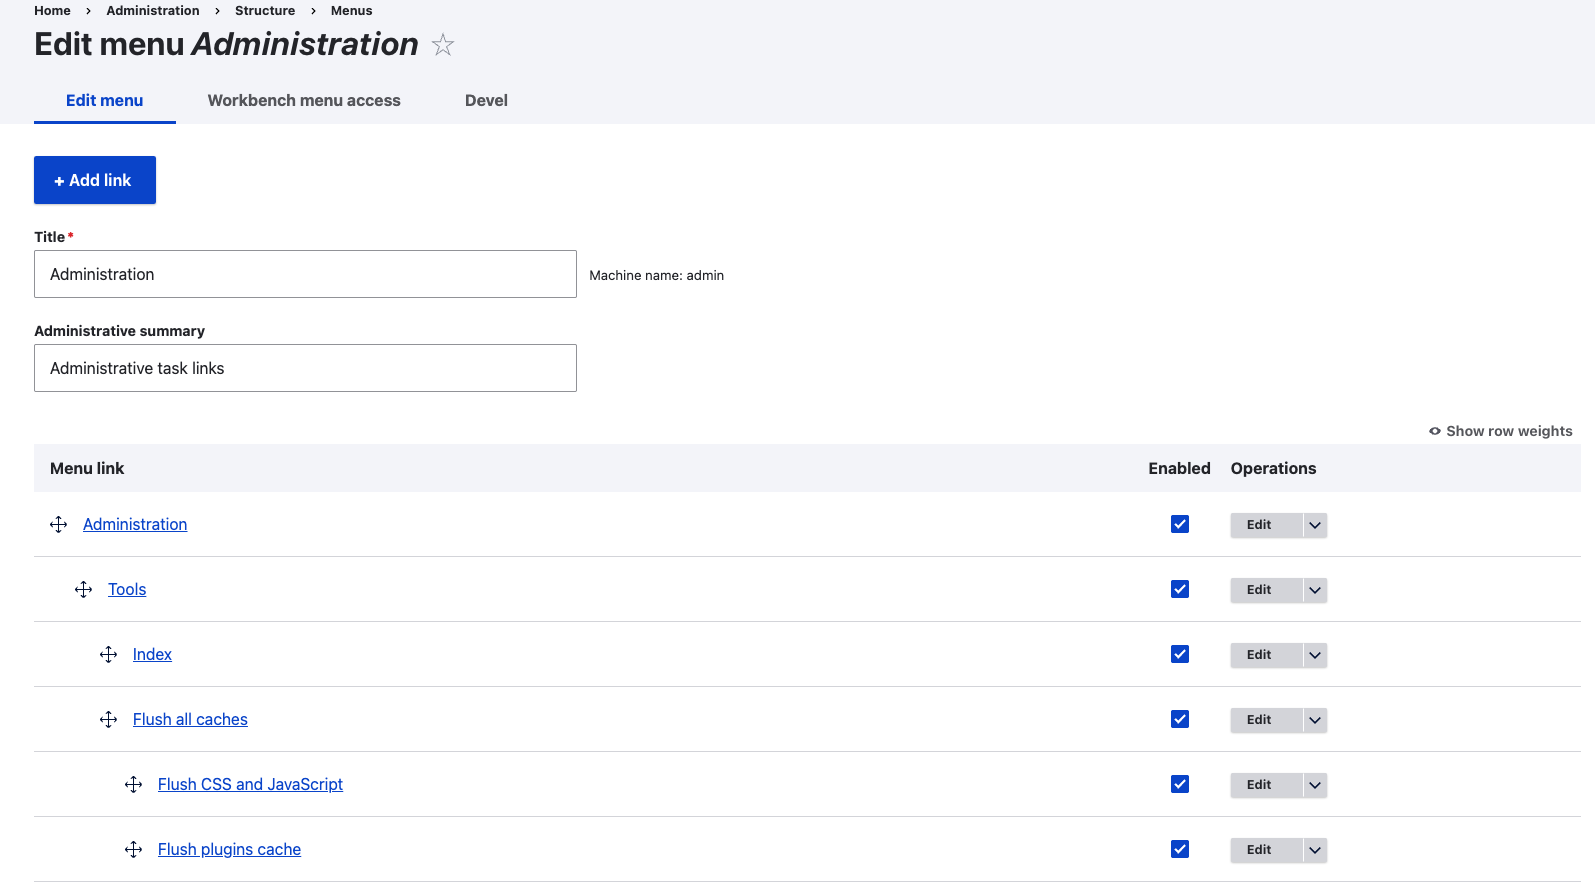 Home › Administration › Structure › Menus
Edit menu Administration
Edit menu Workbench menu access Devel
+ Add link
Title*
Administration
Machine name: admin
Administrative summary
Administrative task links
Show row weights
Menu link Enabled Operations
Administration Edit
Tools Edit
Index Edit
Flush all caches Edit
Flush CSS and JavaScript Edit
Flush plugins cache Edit